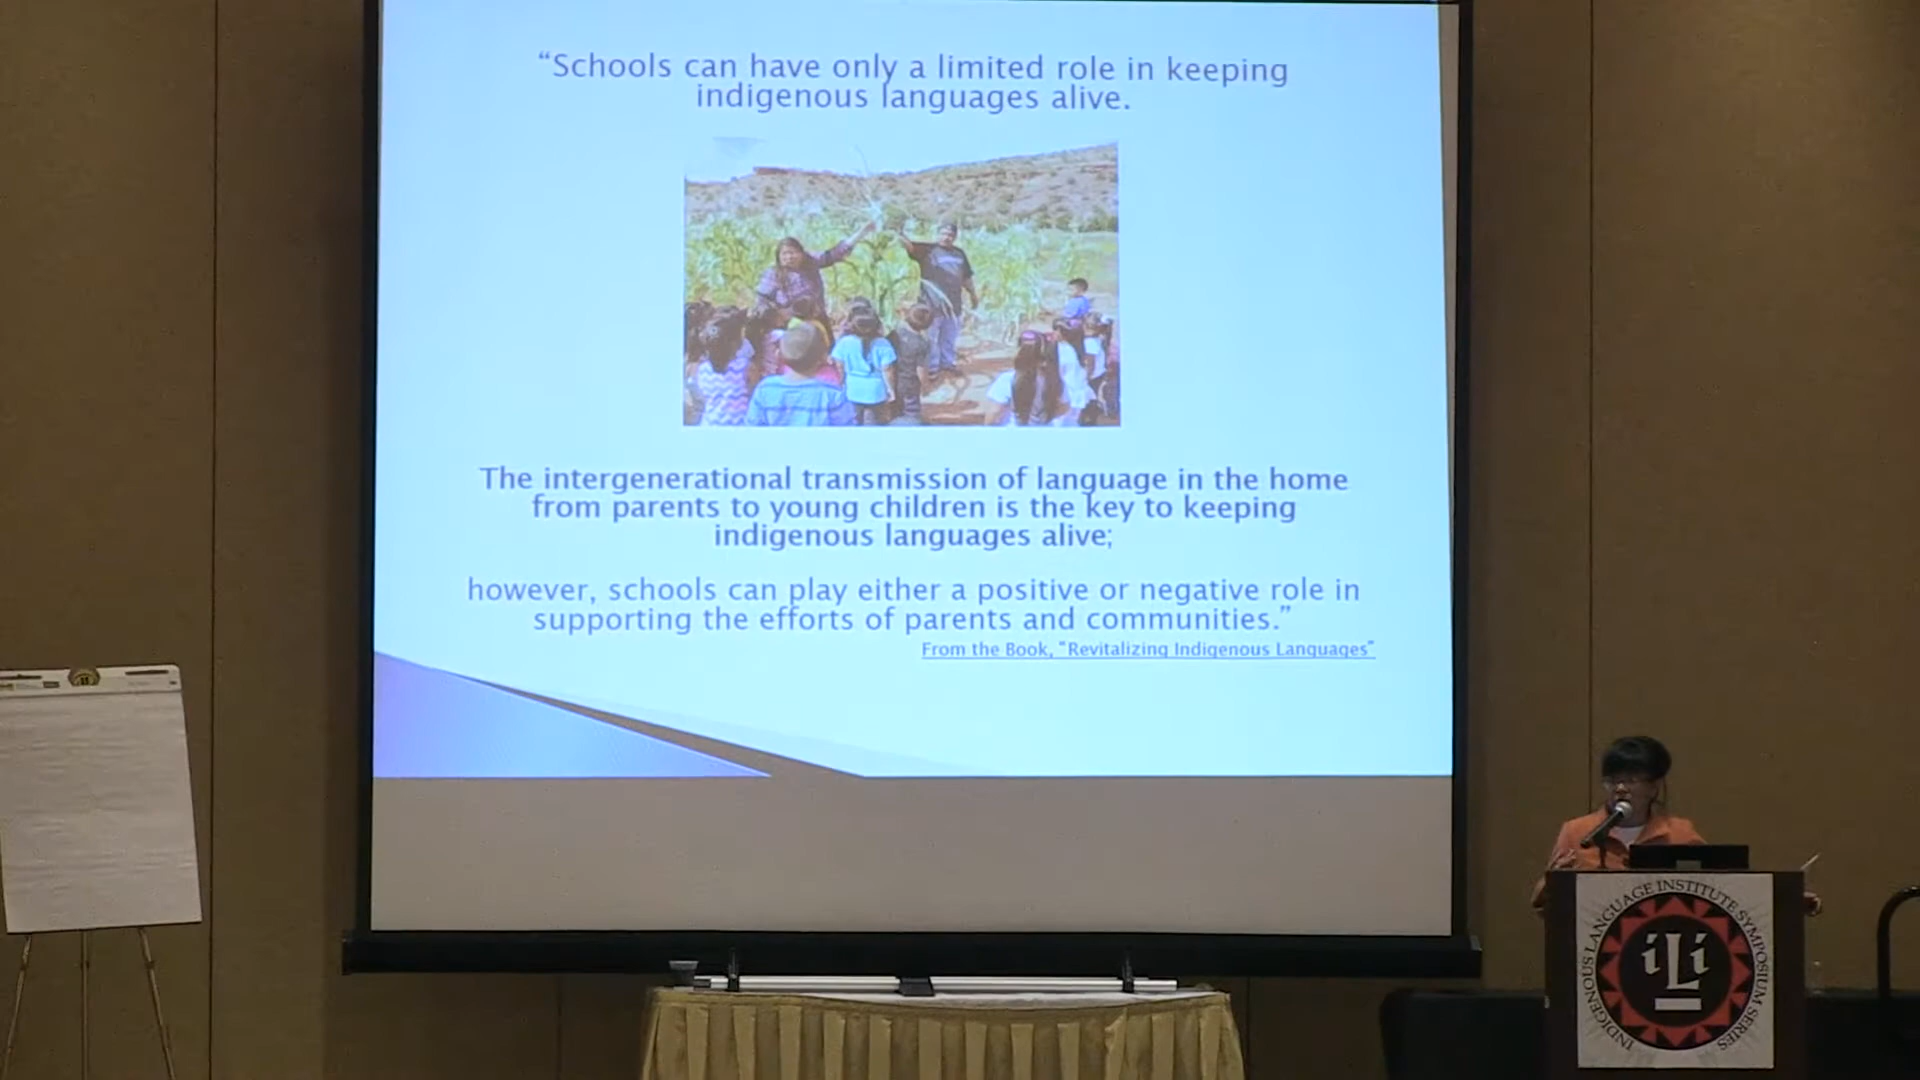 “Schools can have only a limited role in keeping
indigenous languages alive.
The intergenerational transmission of language in the home
from parents to young children is the key to keeping
indigenous languages alive;
however, schools can play either a positive or negative role in
supporting the efforts of parents and communities.”
From the Book, “Revitalizing Indigenous Languages”
INDIGENOUS LANGUAGE INSTITUTE SYMPOSIUM SERIES
iLi